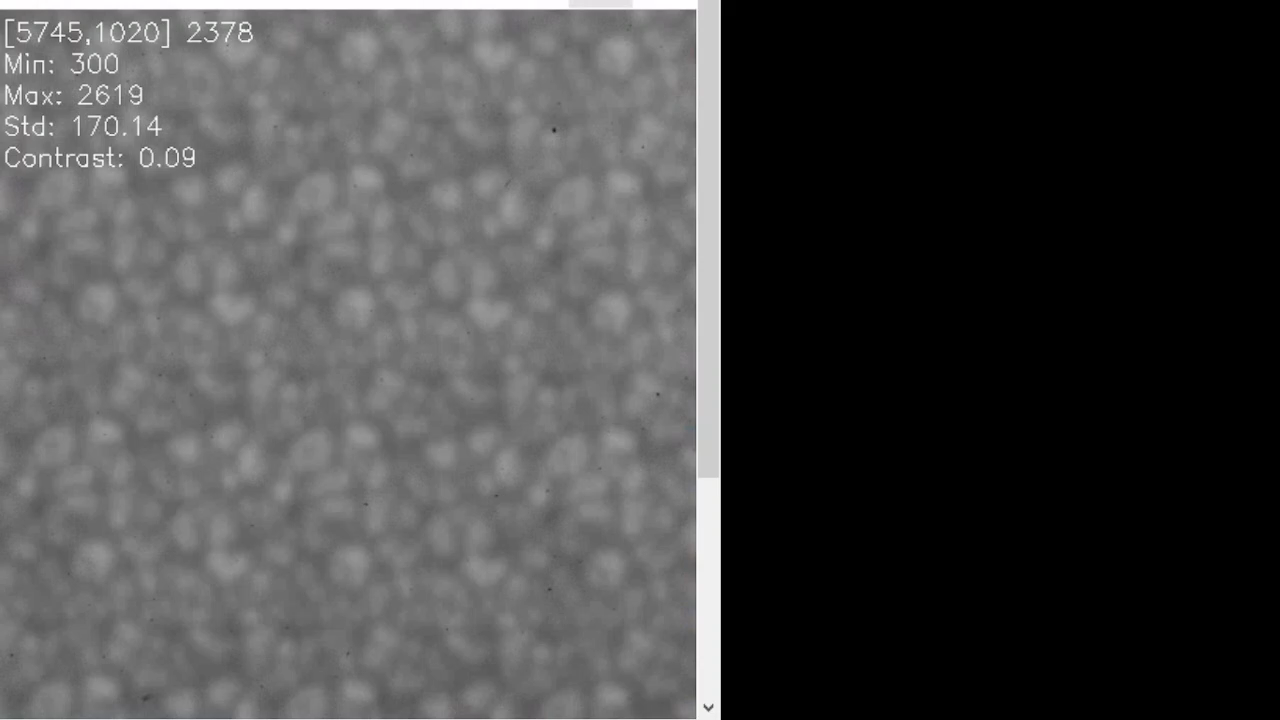 [5745,1020] 2378
Min: 300
Max: 2619
Std: 170.14
Contrast: 0.09